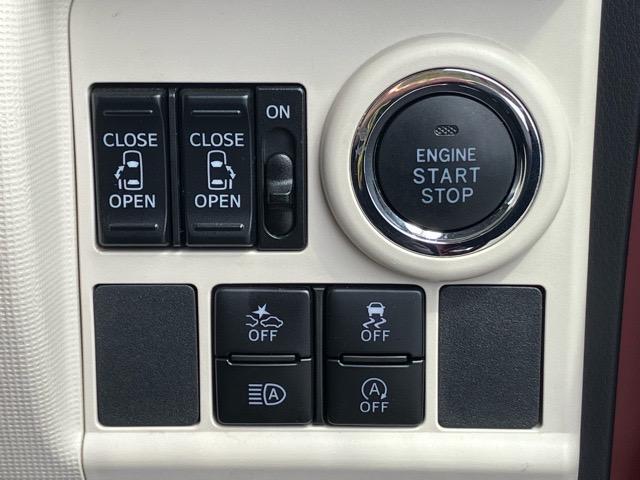 CLOSE
OPEN
CLOSE
OPEN
ON
ENGINE
START
STOP
OFF
OFF
A
A
OFF